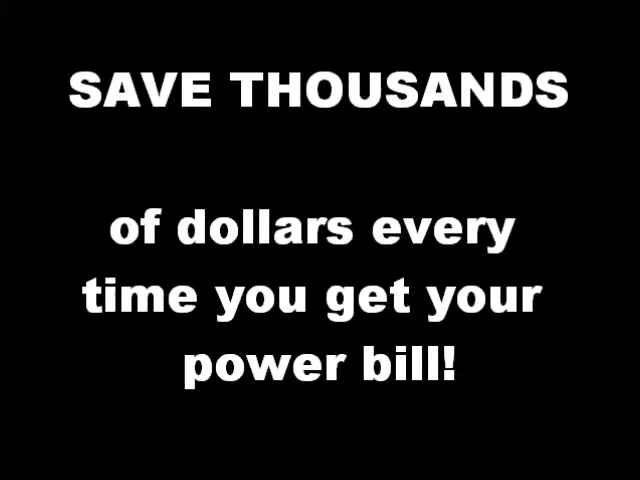 SAVE THOUSANDS
of dollars every
time you get your
power bill!